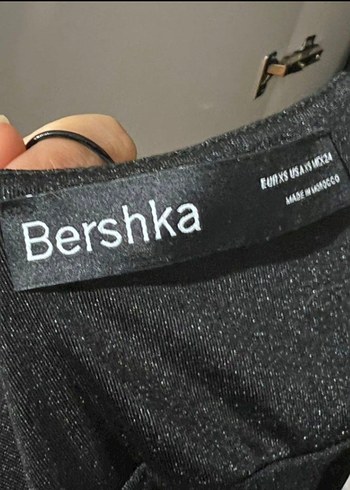 Bershka
EUR XS USA XS MEX 24
MADE IN MOROCCO